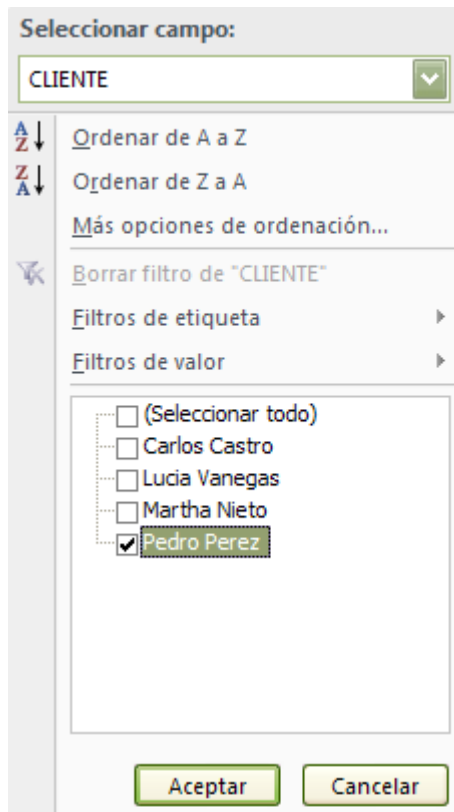 Seleccionar campo:
CLIENTE
Ordenar de A a Z
Ordenar de Z a A
Más opciones de ordenación...
Borrar filtro de "CLIENTE"
Filtros de etiqueta
Filtros de valor
(Seleccionar todo)
Carlos Castro
Lucia Vanegas
Martha Nieto
Pedro Perez
Aceptar Cancelar